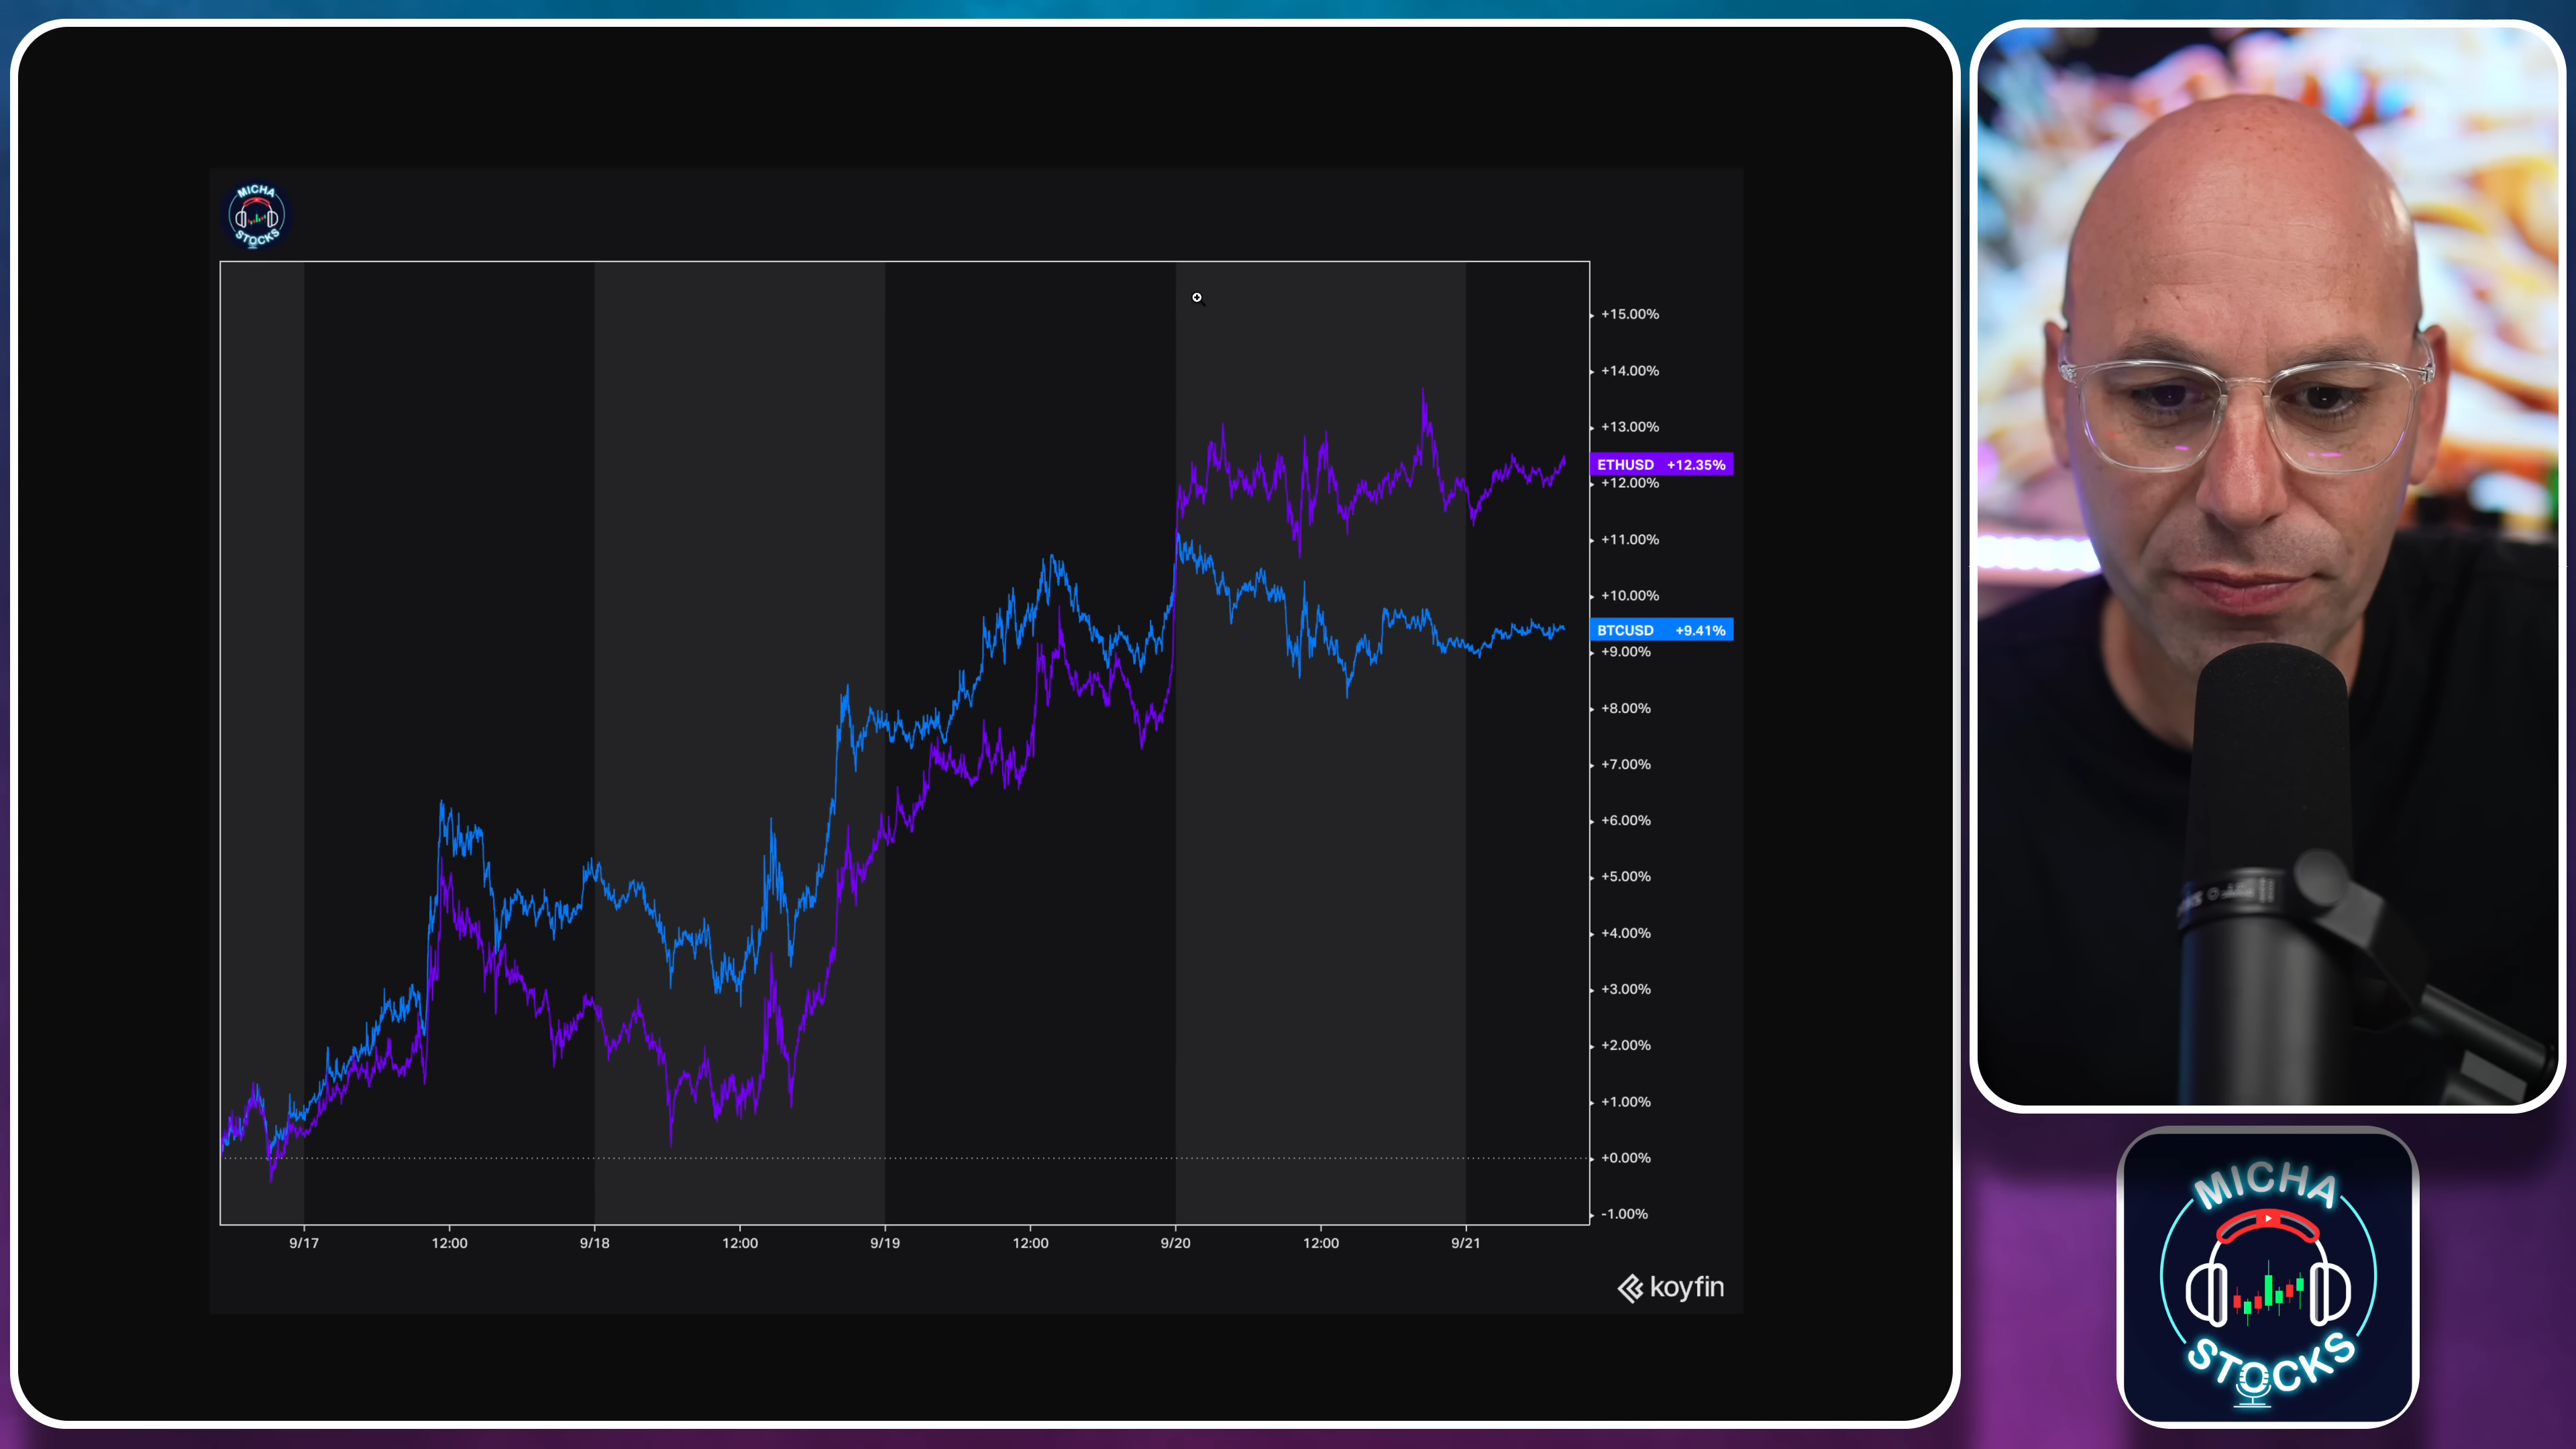 MICHA
STOCKS
+15.00%
+14.00%
+13.00%
ETHUSD +12.35%
+12.00%
+11.00%
+10.00%
BTCUSD +9.41%
+9.00%
+8.00%
+7.00%
+6.00%
+5.00%
+4.00%
+3.00%
+2.00%
+1.00%
+0.00%
-1.00%
9/17 12:00 9/18 12:00 9/19 12:00 9/20 12:00 9/21
koyfin
MICHA
STOCKS